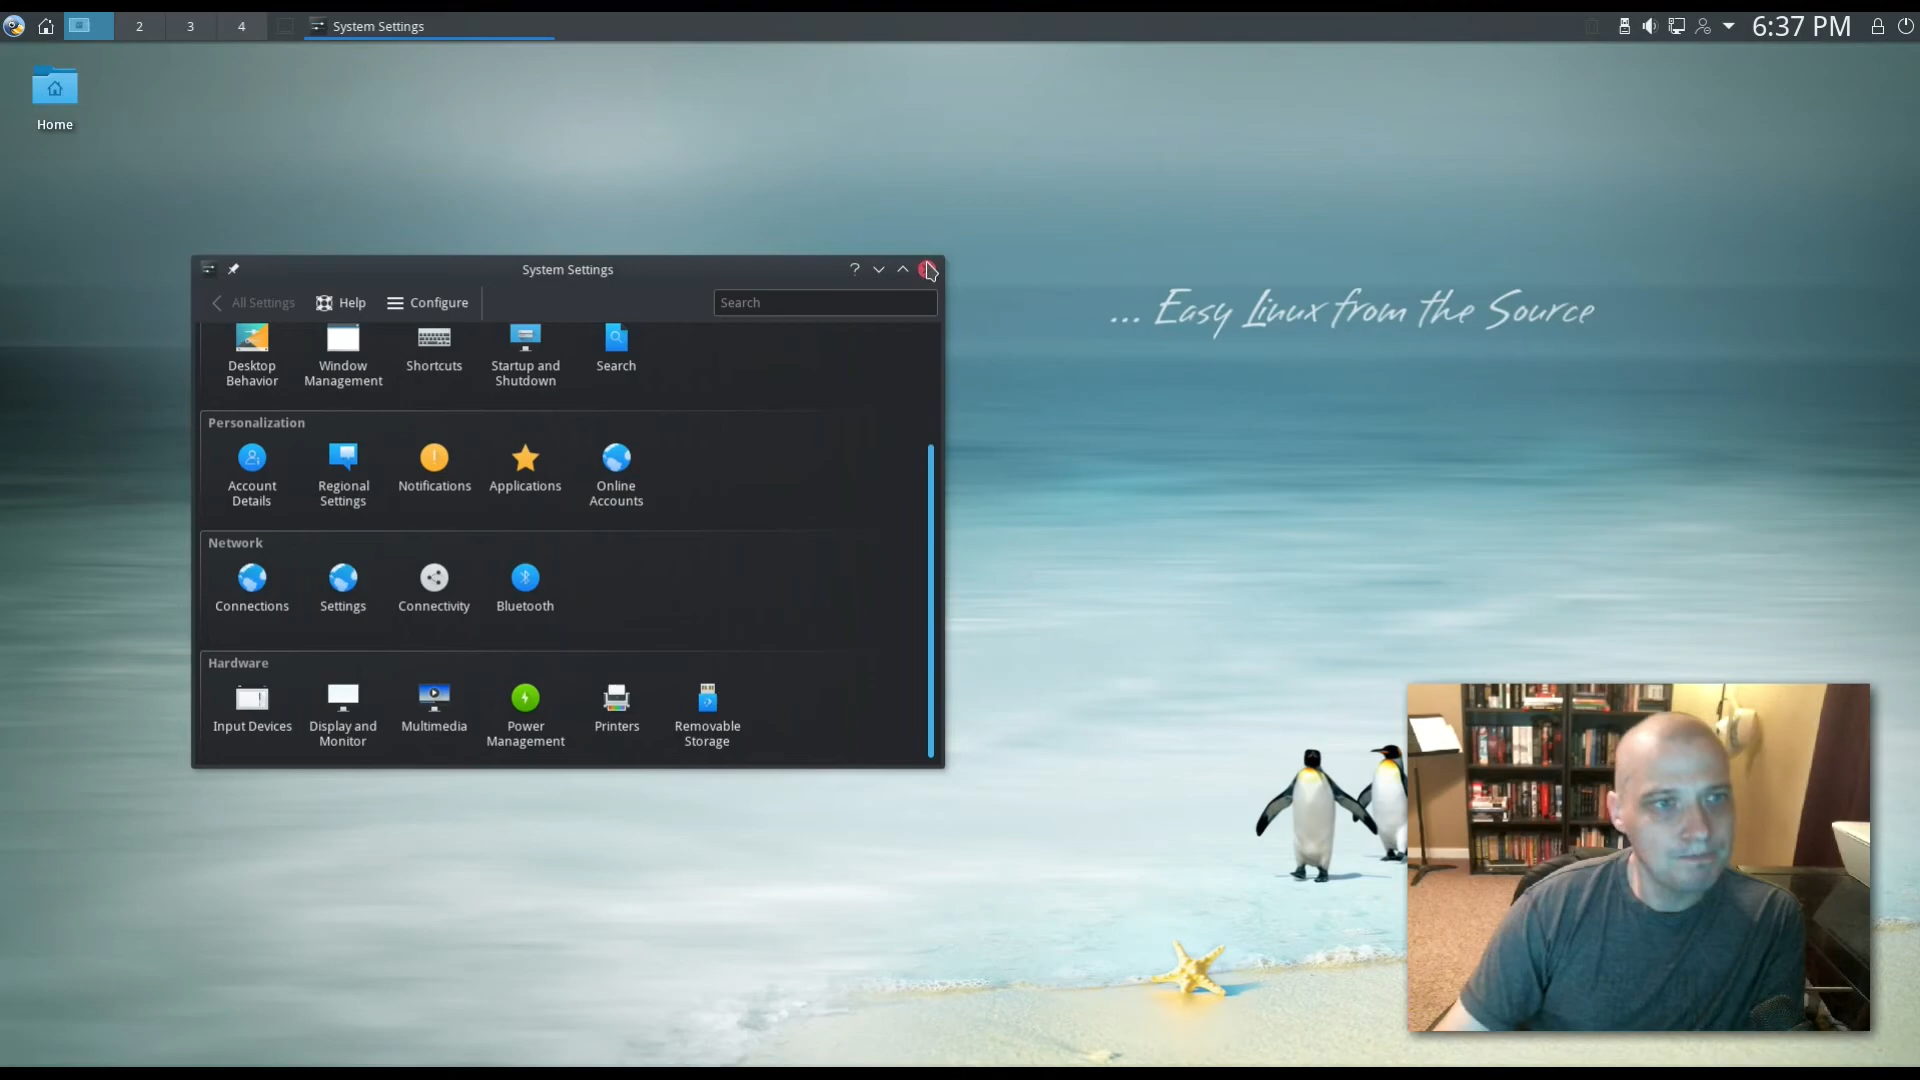 2 3 4 System Settings 6:37 PM
Home
... Easy Linux from the Source
System Settings ?
All Settings Help Configure Search
Desktop Behavior
Window Management
Shortcuts
Startup and Shutdown
Search
Personalization
Account Details
Regional Settings
Notifications
Applications
Online Accounts
Network
Connections
Settings
Connectivity
Bluetooth
Hardware
Input Devices
Display and Monitor
Multimedia
Power Management
Printers
Removable Storage